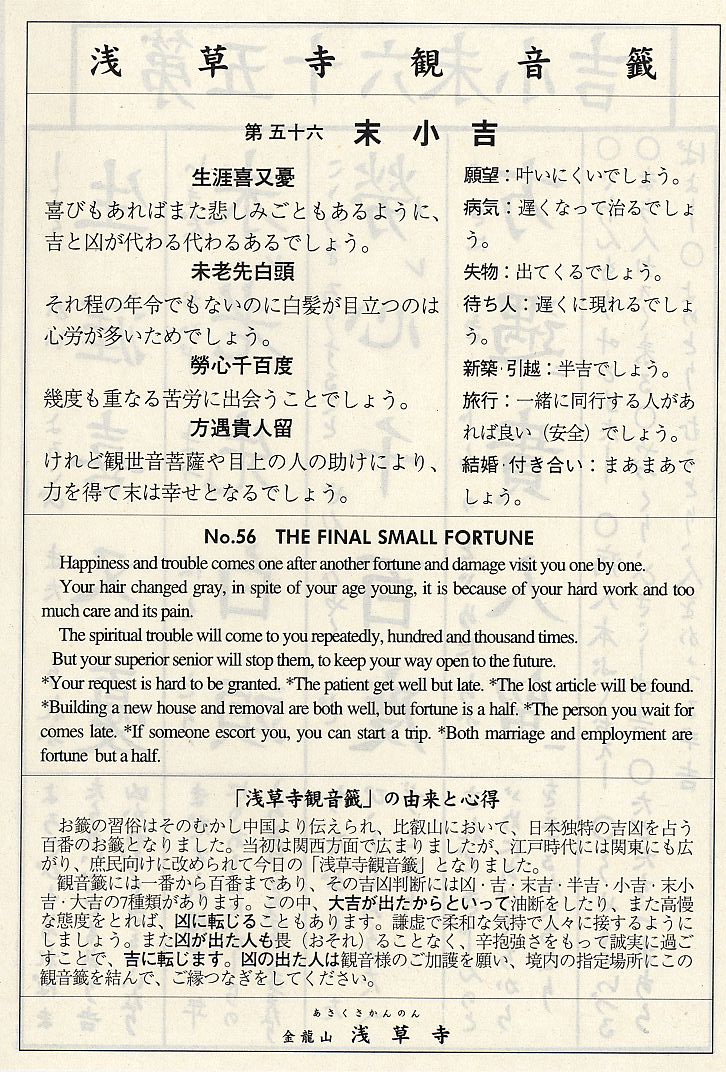 浅草寺観音籤
第五十六 末小吉
生涯喜又憂
喜びもあればまた悲しみごともあるように、
吉と凶が代わる代わるあるでしょう。
未老先白頭
それ程の年令でもないのに白髪が目立つのは
心労が多いためでしょう。
勞心千百度
幾度も重なる苦労に出会うことでしょう。
方遇貴人留
けれど観世音菩薩や目上の人の助けにより、
力を得て末は幸せとなるでしょう。
願望：叶いにくいでしょう。
病気：遅くなって治るでしょ
う。
失物：出てくるでしょう。
待ち人：遅くに現れるでしょ
う。
新築·引越：半吉でしょう。
旅行：一緒に同行する人があ
れば良い（安全）でしょう。
結婚·付き合い：まあまあで
しょう。
No.56 THE FINAL SMALL FORTUNE
Happiness and trouble comes one after another fortune and damage visit you one by one.
Your hair changed gray, in spite of your age young, it is because of your hard work and too
much care and its pain.
The spiritual trouble will come to you repeatedly, hundred and thousand times.
But your superior senior will stop them, to keep your way open to the future.
*Your request is hard to be granted. *The patient get well but late. *The lost article will be found.
*Building a new house and removal are both well, but fortune is a half. *The person you wait for
comes late. *If someone escort you, you can start a trip. *Both marriage and employment are
fortune but a half.
「浅草寺観音籤」の由来と心得
お籤の習俗はそのむかし中国より伝えられ、比叡山において、日本独特の吉凶を占う
百番のお籤となりました。当初は関西方面で広まりましたが、江戸時代には関東にも広
がり、庶民向けに改められて今日の「浅草寺観音籤」となりました。
観音籤には一番から百番まであり、その吉凶判断には凶·吉·末吉·半吉·小吉·末小
吉·大吉の7種類があります。この中、大吉が出たからといって油断をしたり、また高慢
な態度をとれば、凶に転じることもあります。謙虚で柔和な気持で人々に接するように
しましょう。また凶が出た人も畏（おそれ）ることなく、辛抱強さをもって誠実に過ご
すことで、吉に転じます。凶の出た人は観音様のご加護を願い、境内の指定場所にこの
観音籤を結んで、ご縁つなぎをしてください。
あさくさかんのん
金龍山 浅草寺